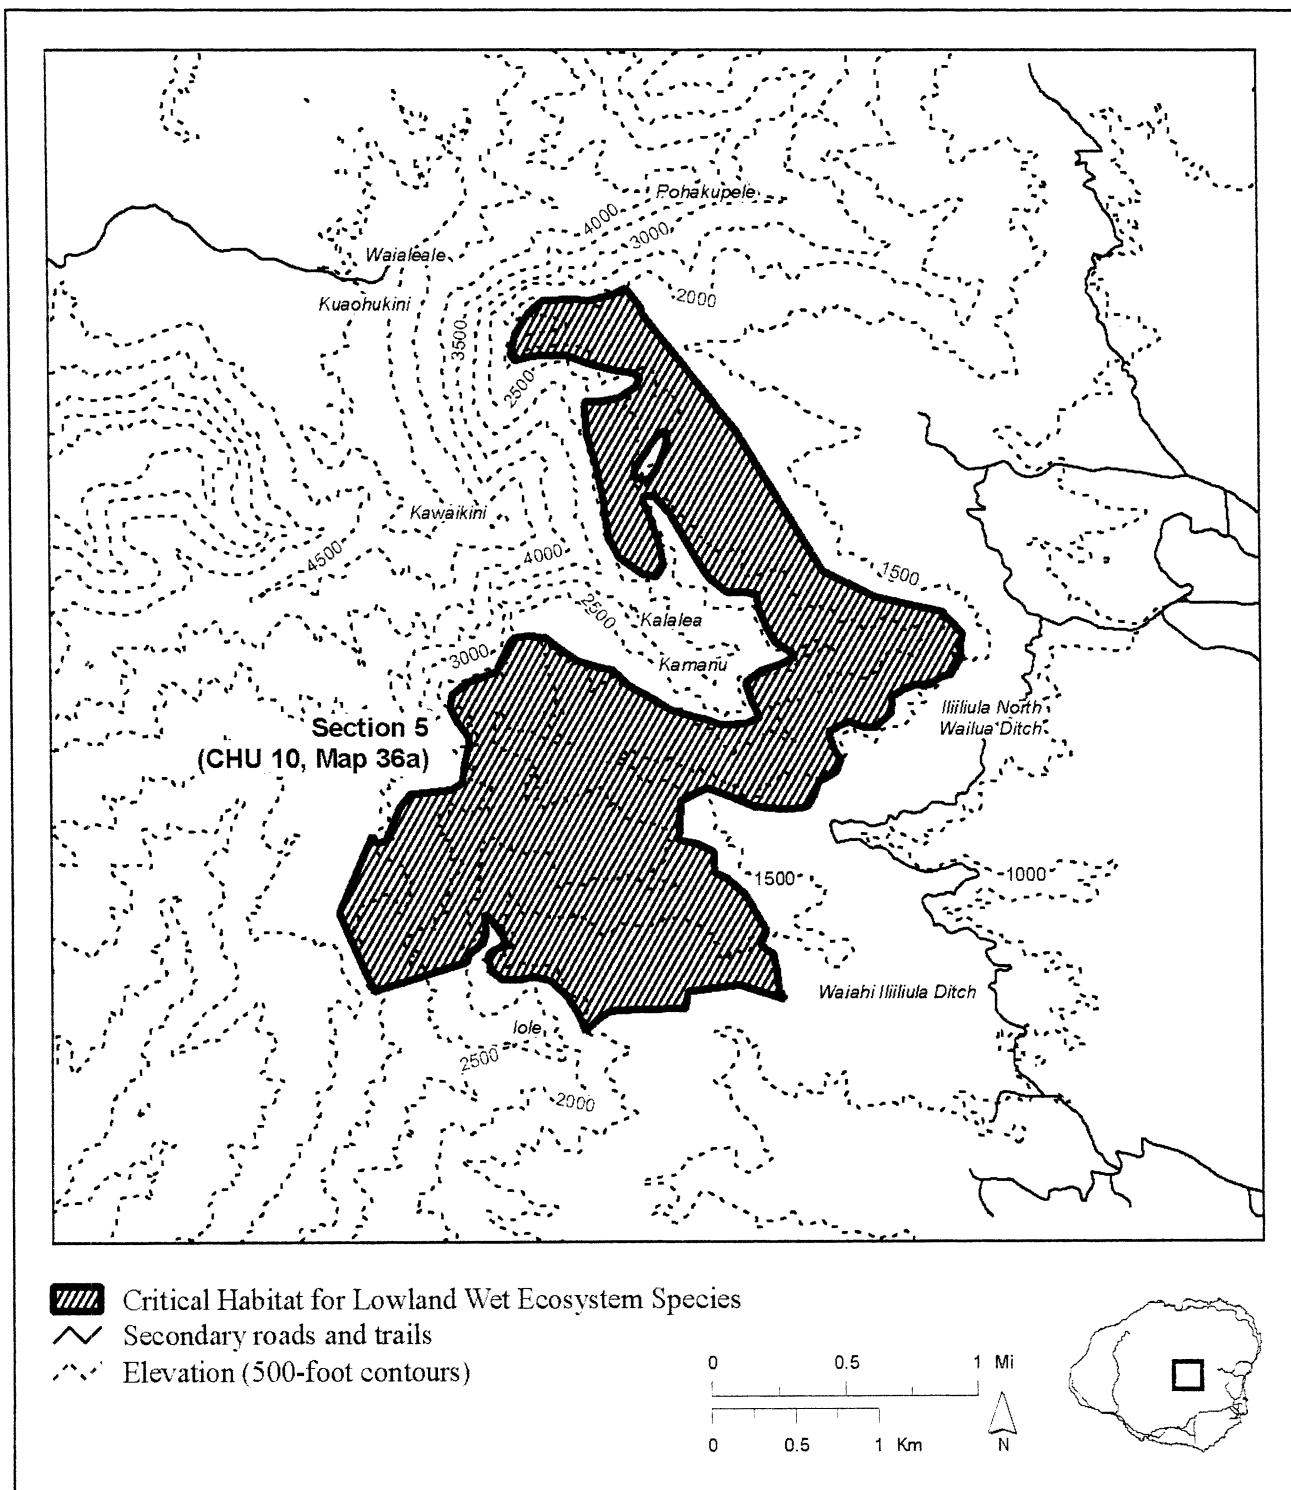 Pohakupele
4000
3000
Waialeale
2000
Kuaohukini
3500
2500
Kawaikini
4500
4000
1500
2500
Kalalea
3000
Kamanu
Iliiliula North
Wailua Ditch
Section 5
(CHU 10, Map 36a)
1500
1000
Waiahi Iliiliula Ditch
Iole
2500
2000
Critical Habitat for Lowland Wet Ecosystem Species
Secondary roads and trails
Elevation (500-foot contours)
0 0.5 1 Mi
0 0.5 1 Km
N